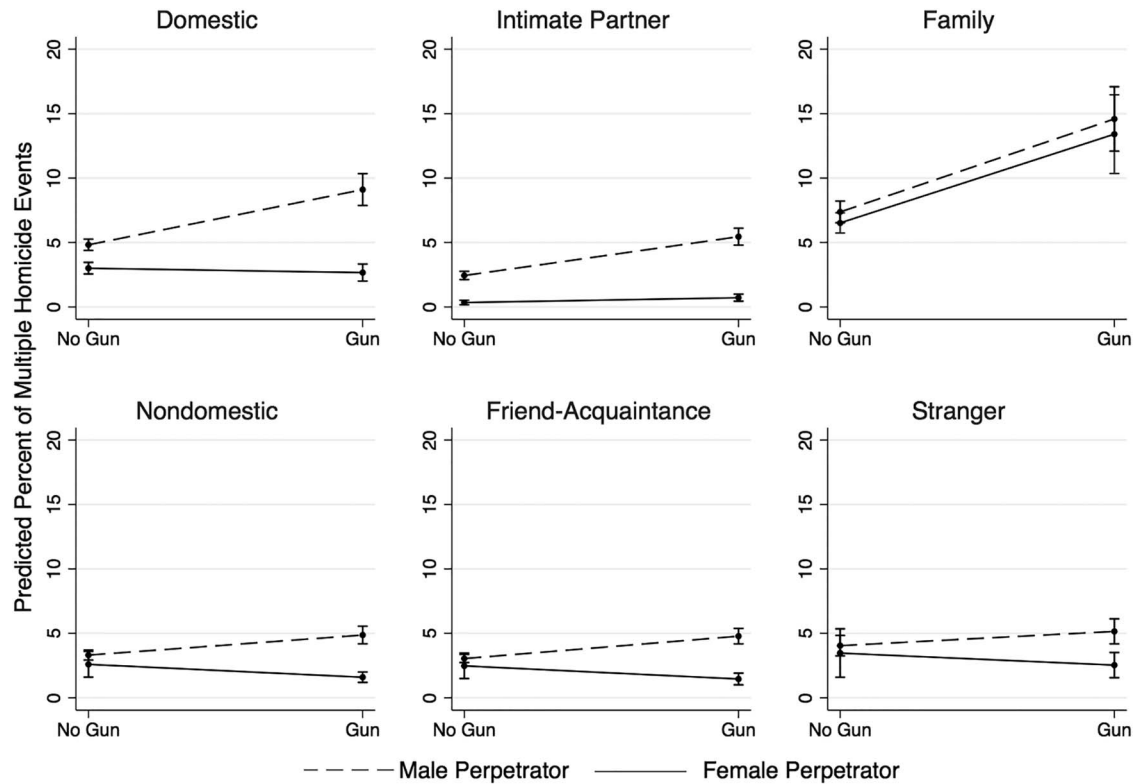 Domestic
Intimate Partner
Family
Predicted Percent of Multiple Homicide Events
20
15
10
5
0
No Gun
Gun
20
15
10
5
0
No Gun
Gun
20
15
10
5
0
No Gun
Gun
Nondomestic
Friend-Acquaintance
Stranger
20
15
10
5
0
No Gun
Gun
20
15
10
5
0
No Gun
Gun
20
15
10
5
0
No Gun
Gun
Male Perpetrator
Female Perpetrator